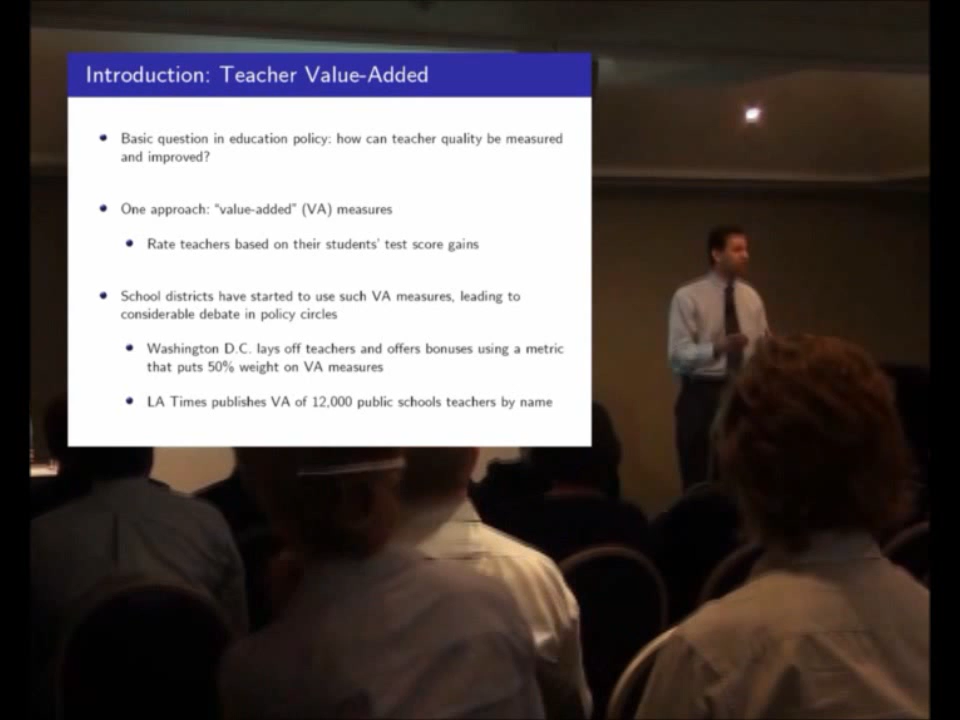 Introduction: Teacher Value-Added
Basic question in education policy: how can teacher quality be measured
and improved?
One approach: "value-added" (VA) measures
Rate teachers based on their students' test score gains
School districts have started to use such VA measures, leading to
considerable debate in policy circles
Washington D.C. lays off teachers and offers bonuses using a metric
that puts 50% weight on VA measures
LA Times publishes VA of 12,000 public schools teachers by name